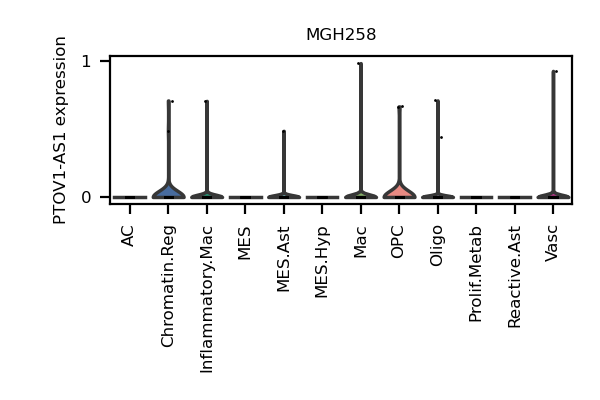 MGH258
PTOV1-AS1 expression
1
0
AC
Chromatin.Reg
Inflammatory.Mac
MES
MES.Ast
MES.Hyp
Mac
OPC
Oligo
Prolif.Metab
Reactive.Ast
Vasc